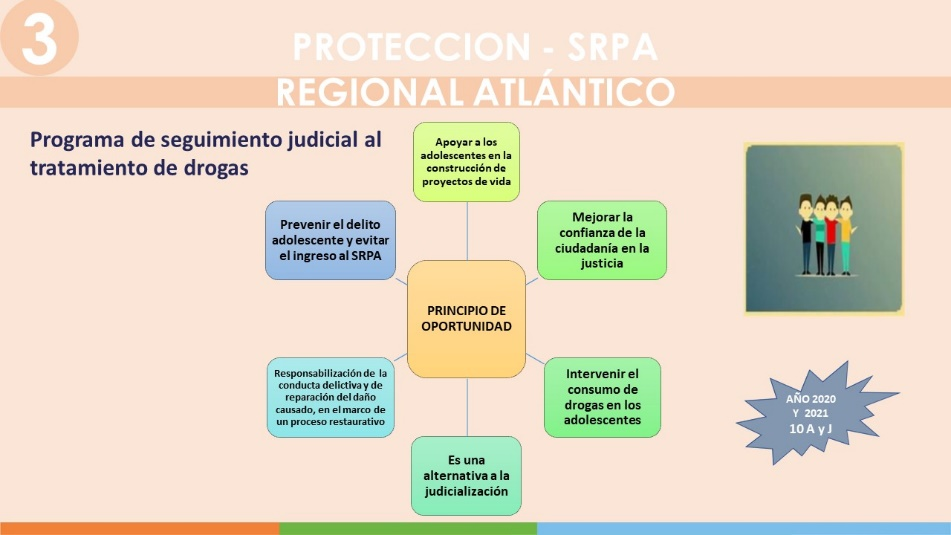 3
PROTECCION - SRPA
REGIONAL ATLÁNTICO
Programa de seguimiento judicial al
tratamiento de drogas
Apoyar a los
adolescentes en la
construcción de
proyectos de vida
Prevenir el delito
adolescente y evitar
el ingreso al SRPA
Mejorar la
confianza de la
ciudadanía en la
justicia
PRINCIPIO DE
OPORTUNIDAD
Responsabilización de la
conducta delictiva y de
reparación del daño
causado, en el marco de
un proceso restaurativo
Intervenir el
consumo de
drogas en los
adolescentes
Es una
alternativa a la
judicialización
AÑO 2020
Y 2021
10 A y J